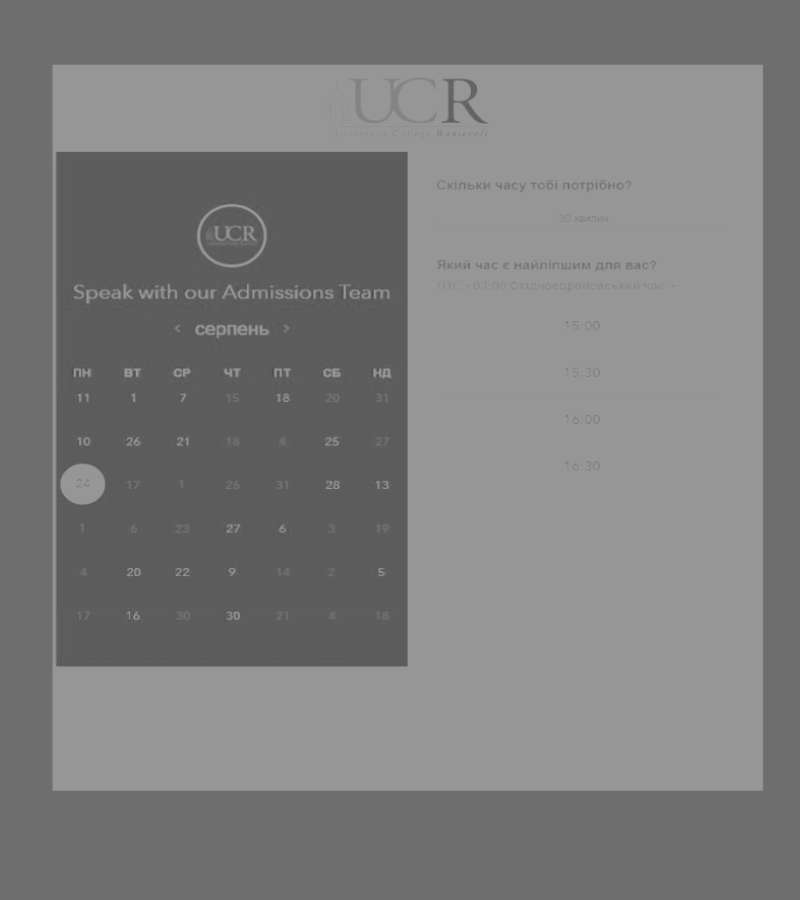 UCR
University College Roosevelt
UCR
Speak with our Admissions Team
< серпень >
ПН ВТ СР ЧТ ПТ СБ НД
11 1 7 15 18 20 31
10 26 21 18 4 25 27
24 17 1 26 31 28 13
1 6 23 27 6 3 19
4 20 22 9 14 2 5
17 16 30 30 21 4 18
Скільки часу тобі потрібно?
30 хвилин
Який час є найліпшим для вас?
UTC +03:00 Східноєвропейський час
15:00
15:30
16:00
16:30